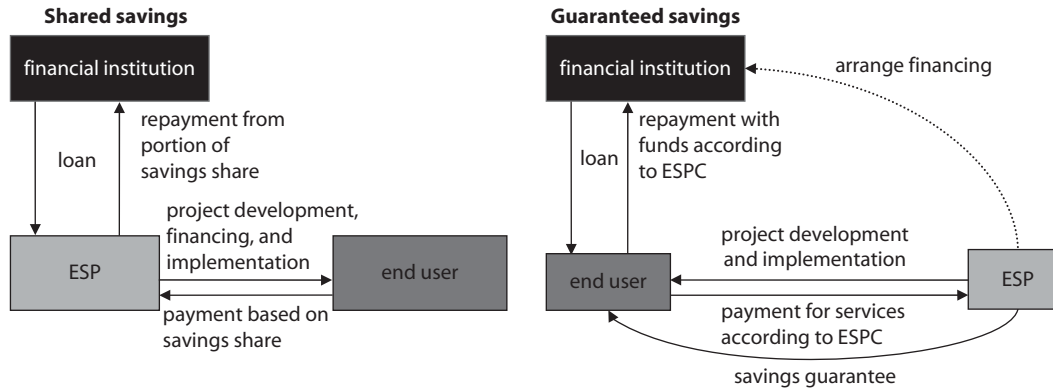 Shared savings
financial institution
repayment from
portion of
savings share
loan
project development,
financing, and
implementation
ESP
end user
payment based on
savings share
Guaranteed savings
financial institution
arrange financing
repayment with
funds according
to ESPC
loan
project development
and implementation
end user
ESP
payment for services
according to ESPC
savings guarantee